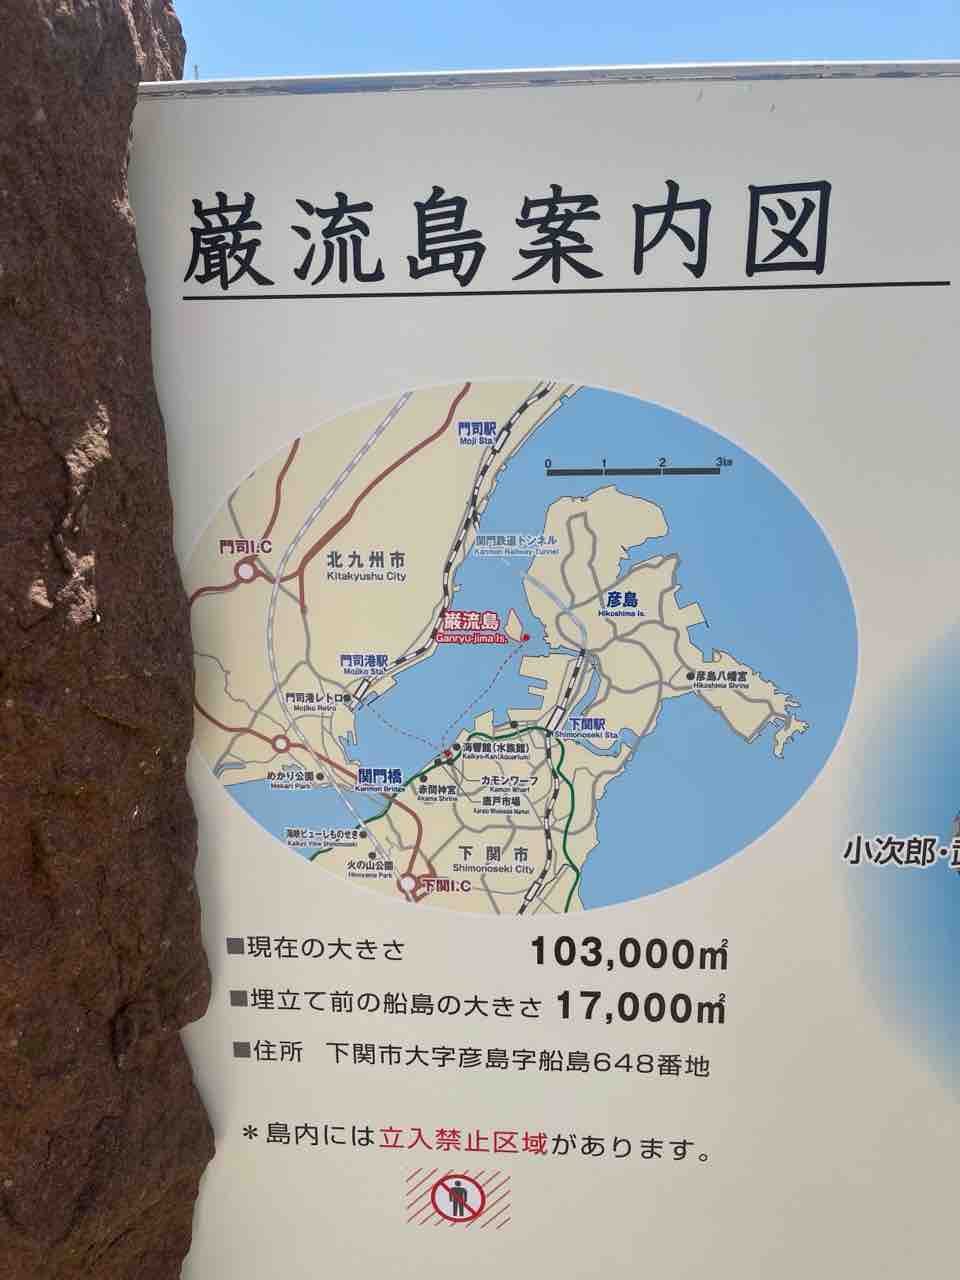 巌流島案内図
門司駅
Moji Sta.
0 1 2 3㎞
関門鉄道トンネル
Kanmon Railway Tunnel
門司I.C
北九州市
Kitakyushu City
彦島
Hikoshima Is.
巌流島
Ganryu-jima Is.
門司港駅
Mojiko Sta.
彦島八幡宮
Hikoshima Shrine
門司港レトロ
Mojiko Retro
下関駅
Shimonoseki Sta.
海響館(水族館)
Kaikyo-Kan(Aquarium)
めかり公園
Mekari Park
関門橋
Kanmon Bridge
赤間神宮
Akama Shrine
カモンワーフ
Kamon Wharf
唐戸市場
海峡ビューしものせき
Kaikyo View Shimonoseki
火の山公園
Hinoyama Park
下関市
Shimonoseki City
下関I.C
小次郎・武
■現在の大きさ 103,000㎡
■埋立て前の船島の大きさ 17,000㎡
■住所 下関市大字彦島字船島648番地
＊島内には立入禁止区域があります。